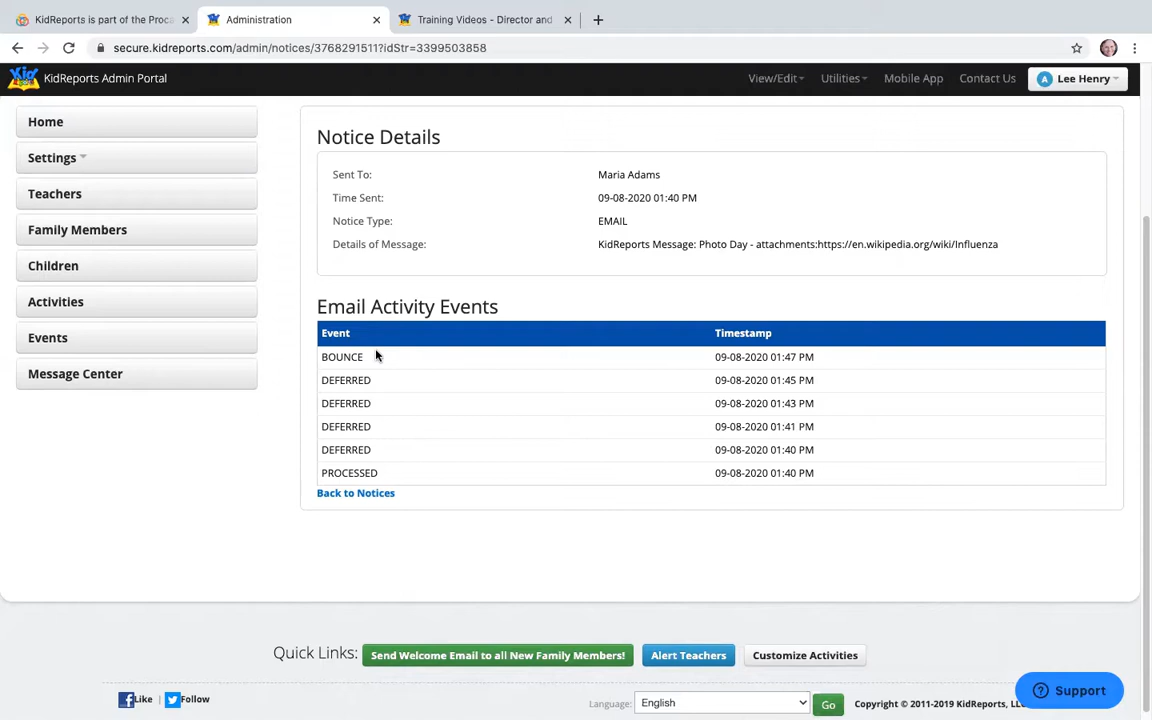 KidReports is part of the Proca
Administration
Training Videos - Director and
secure.kidreports.com/admin/notices/3768291511?idStr=3399503858
KidReports Admin Portal
View/Edit
Utilities
Mobile App
Contact Us
A
Lee Henry
Home
Settings
Teachers
Family Members
Children
Activities
Events
Message Center
Notice Details
Sent To: Maria Adams
Time Sent: 09-08-2020 01:40 PM
Notice Type: EMAIL
Details of Message: KidReports Message: Photo Day - attachments:https://en.wikipedia.org/wiki/Influenza
Email Activity Events
Event Timestamp
BOUNCE 09-08-2020 01:47 PM
DEFERRED 09-08-2020 01:45 PM
DEFERRED 09-08-2020 01:43 PM
DEFERRED 09-08-2020 01:41 PM
DEFERRED 09-08-2020 01:40 PM
PROCESSED 09-08-2020 01:40 PM
Back to Notices
Quick Links:
Send Welcome Email to all New Family Members!
Alert Teachers
Customize Activities
Like | Follow
Language: English
Go
Copyright © 2011-2019 KidReports,
? Support